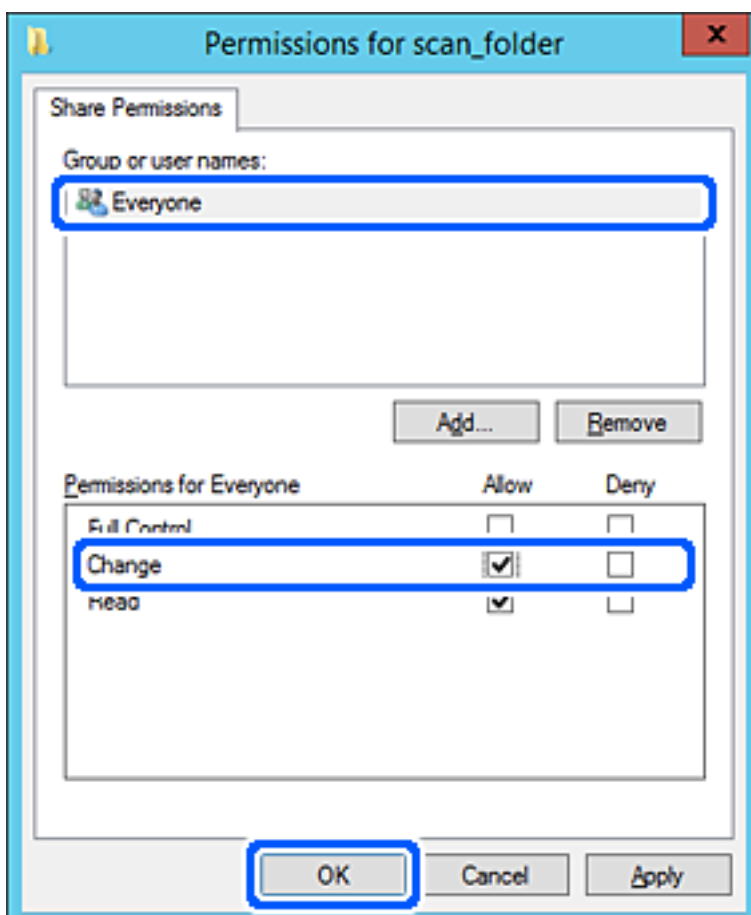 Permissions for scan_folder
Share Permissions
Group or user names:
Everyone
Add...
Remove
Permissions for Everyone Allow Deny
Full Control
Change
Read
OK
Cancel
Apply